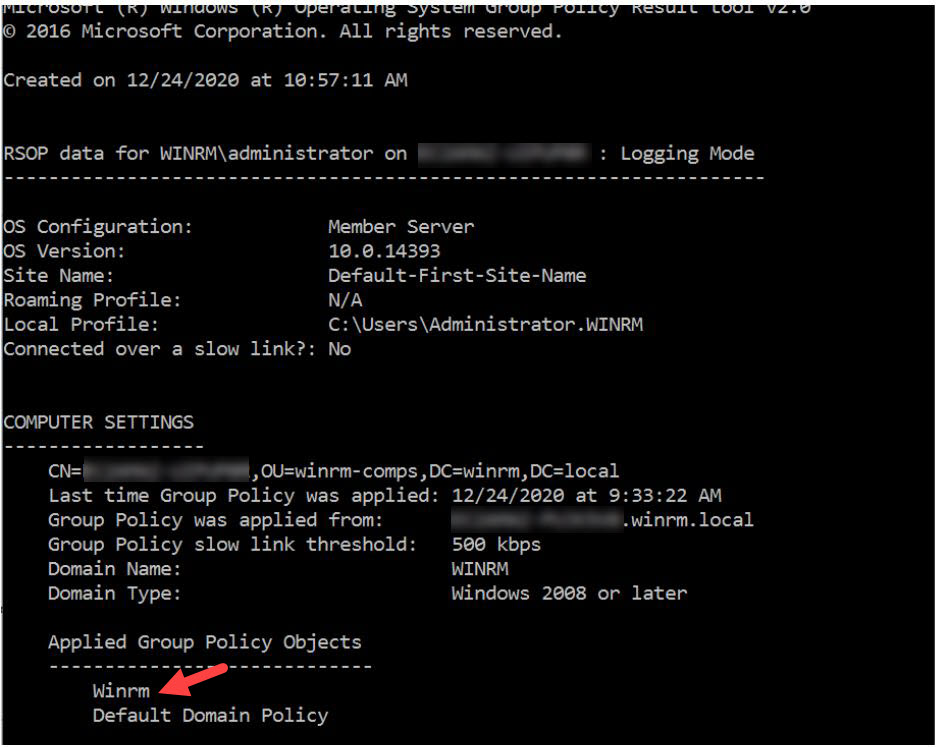 Microsoft (R) Windows (R) Operating System Group Policy Result tool v2.0
© 2016 Microsoft Corporation. All rights reserved.
Created on 12/24/2020 at 10:57:11 AM
RSOP data for WINRM\administrator on : Logging Mode
--------------------------------------------------------------------
OS Configuration: Member Server
OS Version: 10.0.14393
Site Name: Default-First-Site-Name
Roaming Profile: N/A
Local Profile: C:\Users\Administrator.WINRM
Connected over a slow link?: No
COMPUTER SETTINGS
------------------
CN= ,OU=winrm-comps,DC=winrm,DC=local
Last time Group Policy was applied: 12/24/2020 at 9:33:22 AM
Group Policy was applied from: .winrm.local
Group Policy slow link threshold: 500 kbps
Domain Name: WINRM
Domain Type: Windows 2008 or later
Applied Group Policy Objects
-----------------------------
Winrm
Default Domain Policy